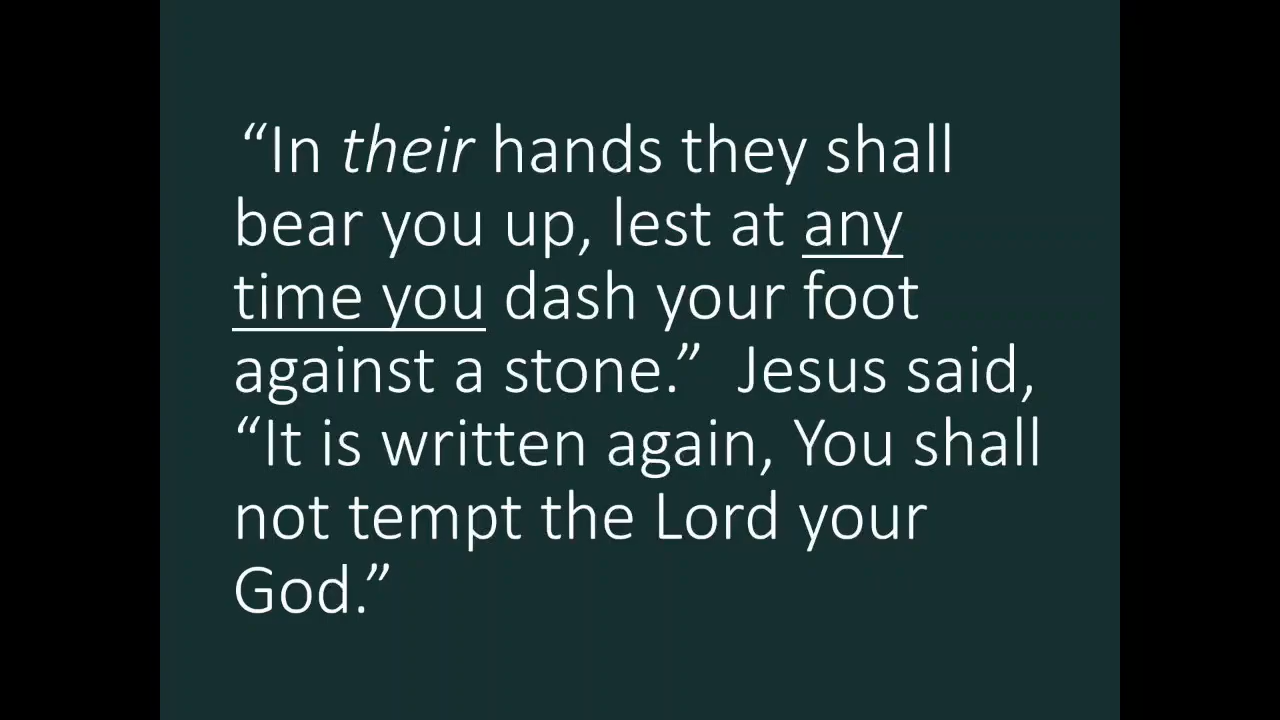 “In their hands they shall
bear you up, lest at any
time you dash your foot
against a stone.”  Jesus said,
“It is written again, You shall
not tempt the Lord your
God.”